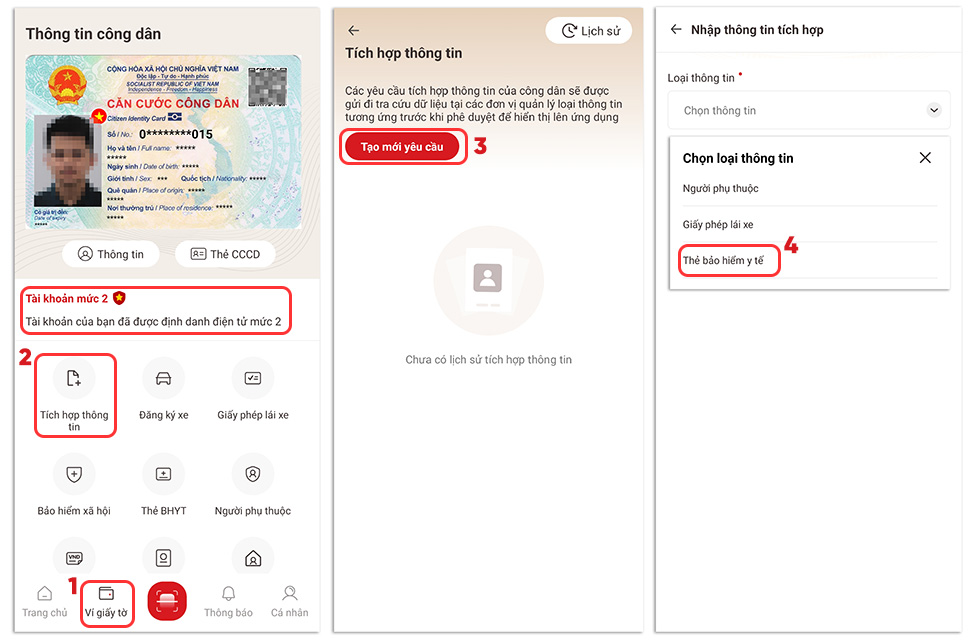 Thông tin công dân
CỘNG HÒA XÃ HỘI CHỦ NGHĨA VIỆT NAM
Độc lập - Tự do - Hạnh phúc
SOCIALIST REPUBLIC OF VIET NAM
Independence - Freedom - Happiness
CĂN CƯỚC CÔNG DÂN
Citizen Identity Card
Số / No.: 0********015
Họ và tên / Full name: *****
*****
Ngày sinh / Date of birth: *****
Giới tính / Sex: *** Quốc tịch / Nationality: *****
Quê quán / Place of origin: *****
*****
Nơi thường trú / Place of residence: *****
*****
Có giá trị đến:
Date of expiry
*****
Thông tin
Thẻ CCCD
Tài khoản mức 2
Tài khoản của bạn đã được định danh điện tử mức 2
2
Tích hợp thông
tin
Đăng ký xe
Giấy phép lái xe
Bảo hiểm xã hội
Thẻ BHYT
Người phụ thuộc
VND
1
Trang chủ
Ví giấy tờ
Thông báo
Cá nhân
Lịch sử
Tích hợp thông tin
Các yêu cầu tích hợp thông tin của công dân sẽ được
gửi đi tra cứu dữ liệu tại các đơn vị quản lý loại thông tin
tương ứng trước khi phê duyệt để hiển thị lên ứng dụng
Tạo mới yêu cầu
3
Chưa có lịch sử tích hợp thông tin
Nhập thông tin tích hợp
Loại thông tin *
Chọn thông tin
Chọn loại thông tin
Người phụ thuộc
Giấy phép lái xe
4
Thẻ bảo hiểm y tế